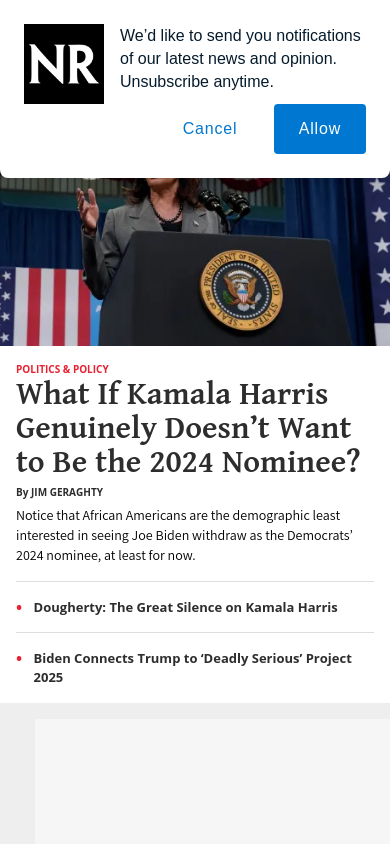 NR
We’d like to send you notifications
of our latest news and opinion.
Unsubscribe anytime.
Cancel
Allow
SEAL OF THE PRESIDENT OF THE UNITED STATES
POLITICS & POLICY
What If Kamala Harris
Genuinely Doesn’t Want
to Be the 2024 Nominee?
By JIM GERAGHTY
Notice that African Americans are the demographic least
interested in seeing Joe Biden withdraw as the Democrats’
2024 nominee, at least for now.
• Dougherty: The Great Silence on Kamala Harris
• Biden Connects Trump to ‘Deadly Serious’ Project
2025